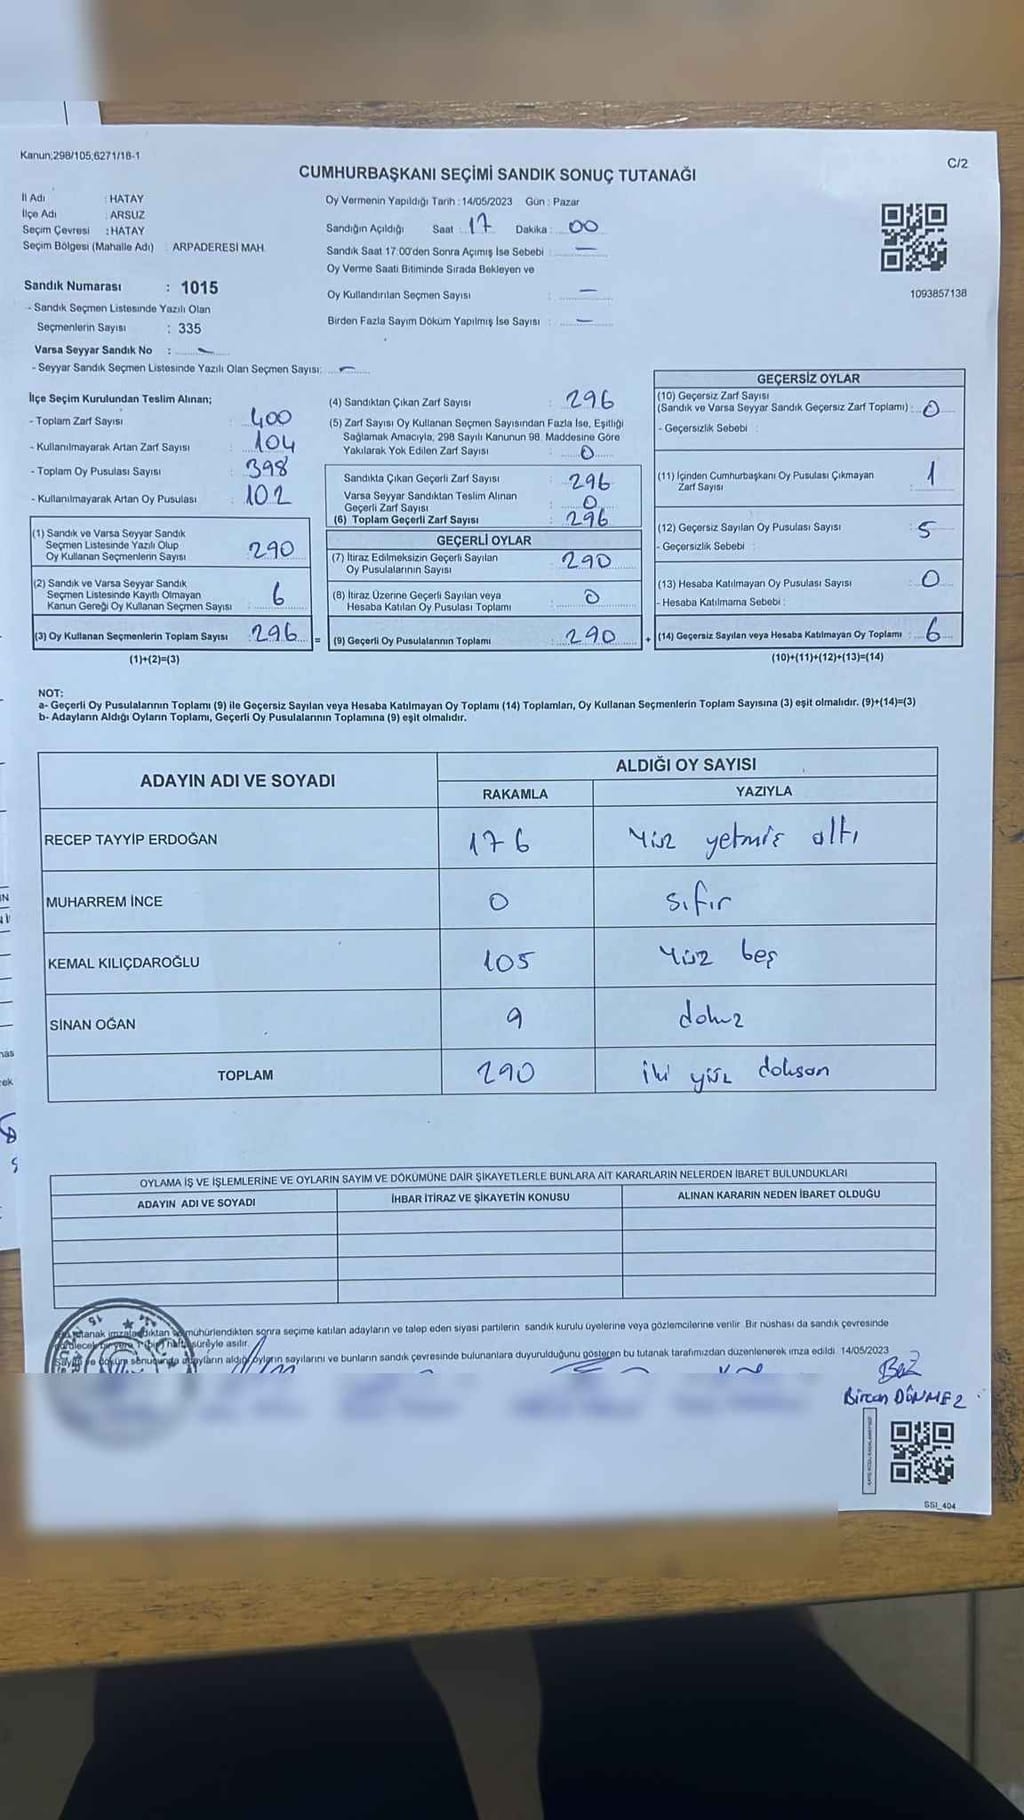 Kanun;298/105;6271/18-1
C/2
CUMHURBAŞKANI SEÇİMİ SANDIK SONUÇ TUTANAĞI
İl Adı : HATAY
İlçe Adı : ARSUZ
Seçim Çevresi : HATAY
Seçim Bölgesi (Mahalle Adı) : ARPADERESİ MAH.
Sandık Numarası : 1015
- Sandık Seçmen Listesinde Yazılı Olan
Seçmenlerin Sayısı : 335
Varsa Seyyar Sandık No : -
- Seyyar Sandık Seçmen Listesinde Yazılı Olan Seçmen Sayısı: -
Oy Vermenin Yapıldığı Tarih : 14/05/2023 Gün : Pazar
Sandığın Açıldığı Saat : 17 Dakika : 00
Sandık Saat 17:00'den Sonra Açımış İse Sebebi : -
Oy Verme Saati Bitiminde Sırada Bekleyen ve
Oy Kullandırılan Seçmen Sayısı : -
Birden Fazla Sayım Döküm Yapılmış İse Sayısı : -
1093857138
İlçe Seçim Kurulundan Teslim Alınan;
- Toplam Zarf Sayısı : 400
- Kullanılmayarak Artan Zarf Sayısı : 104
- Toplam Oy Pusulası Sayısı : 398
- Kullanılmayarak Artan Oy Pusulası : 102
(1) Sandık ve Varsa Seyyar Sandık
Seçmen Listesinde Yazılı Olup
Oy Kullanan Seçmenlerin Sayısı : 290
(2) Sandık ve Varsa Seyyar Sandık
Seçmen Listesinde Kayıtlı Olmayan
Kanun Gereği Oy Kullanan Seçmen Sayısı : 6
(3) Oy Kullanan Seçmenlerin Toplam Sayısı : 296
(1)+(2)=(3)
=
(4) Sandıktan Çıkan Zarf Sayısı : 296
(5) Zarf Sayısı Oy Kullanan Seçmen Sayısından Fazla İse, Eşitliği
Sağlamak Amacıyla, 298 Sayılı Kanunun 98. Maddesine Göre
Yakılarak Yok Edilen Zarf Sayısı : 0
Sandıkta Çıkan Geçerli Zarf Sayısı : 296
Varsa Seyyar Sandıktan Teslim Alınan
Geçerli Zarf Sayısı : 0
(6) Toplam Geçerli Zarf Sayısı : 296
GEÇERLİ OYLAR
(7) İtiraz Edilmeksizin Geçerli Sayılan
Oy Pusulalarının Sayısı : 290
(8) İtiraz Üzerine Geçerli Sayılan veya
Hesaba Katılan Oy Pusulası Toplamı : 0
(9) Geçerli Oy Pusulalarının Toplamı : 290
+
GEÇERSİZ OYLAR
(10) Geçersiz Zarf Sayısı
(Sandık ve Varsa Seyyar Sandık Geçersiz Zarf Toplamı) : 0
- Geçersizlik Sebebi :
(11) İçinden Cumhurbaşkanı Oy Pusulası Çıkmayan
Zarf Sayısı : 1
(12) Geçersiz Sayılan Oy Pusulası Sayısı : 5
- Geçersizlik Sebebi :
(13) Hesaba Katılmayan Oy Pusulası Sayısı : 0
- Hesaba Katılmama Sebebi :
(14) Geçersiz Sayılan veya Hesaba Katılmayan Oy Toplamı : 6
(10)+(11)+(12)+(13)=(14)
NOT:
a- Geçerli Oy Pusulalarının Toplamı (9) ile Geçersiz Sayılan veya Hesaba Katılmayan Oy Toplamı (14) Toplamları, Oy Kullanan Seçmenlerin Toplam Sayısına (3) eşit olmalıdır. (9)+(14)=(3)
b- Adayların Aldığı Oyların Toplamı, Geçerli Oy Pusulalarının Toplamına (9) eşit olmalıdır.
ADAYIN ADI VE SOYADI
ALDIĞI OY SAYISI
RAKAMLA YAZIYLA
RECEP TAYYİP ERDOĞAN 176 Yüz yetmiş altı
MUHARREM İNCE 0 sıfır
KEMAL KILIÇDAROĞLU 105 Yüz beş
SİNAN OĞAN 9 dokuz
TOPLAM 290 iki yüz doksan
OYLAMA İŞ VE İŞLEMLERİNE VE OYLARIN SAYIM VE DÖKÜMÜNE DAİR ŞİKAYETLERLE BUNLARA AİT KARARLARIN NELERDEN İBARET BULUNDUKLARI
ADAYIN ADI VE SOYADI İHBAR İTİRAZ VE ŞİKAYETİN KONUSU ALINAN KARARIN NEDEN İBARET OLDUĞU
tutanak imzalandıktan ve mühürlendikten sonra seçime katılan adayların ve talep eden siyasi partilerin sandık kurulu üyelerine veya gözlemcilerine verilir. Bir nüshası da sandık çevresinde
bir yere 1 (bir) hafta süreyle asılır.
Sayım ve döküm sonucunda adayların aldığı oyların sayılarını ve bunların sandık çevresinde bulunanlara duyurulduğunu gösteren bu tutanak tarafımızdan düzenlenerek imza edildi. 14/05/2023
Bircan DÖNMEZ
SSI_404